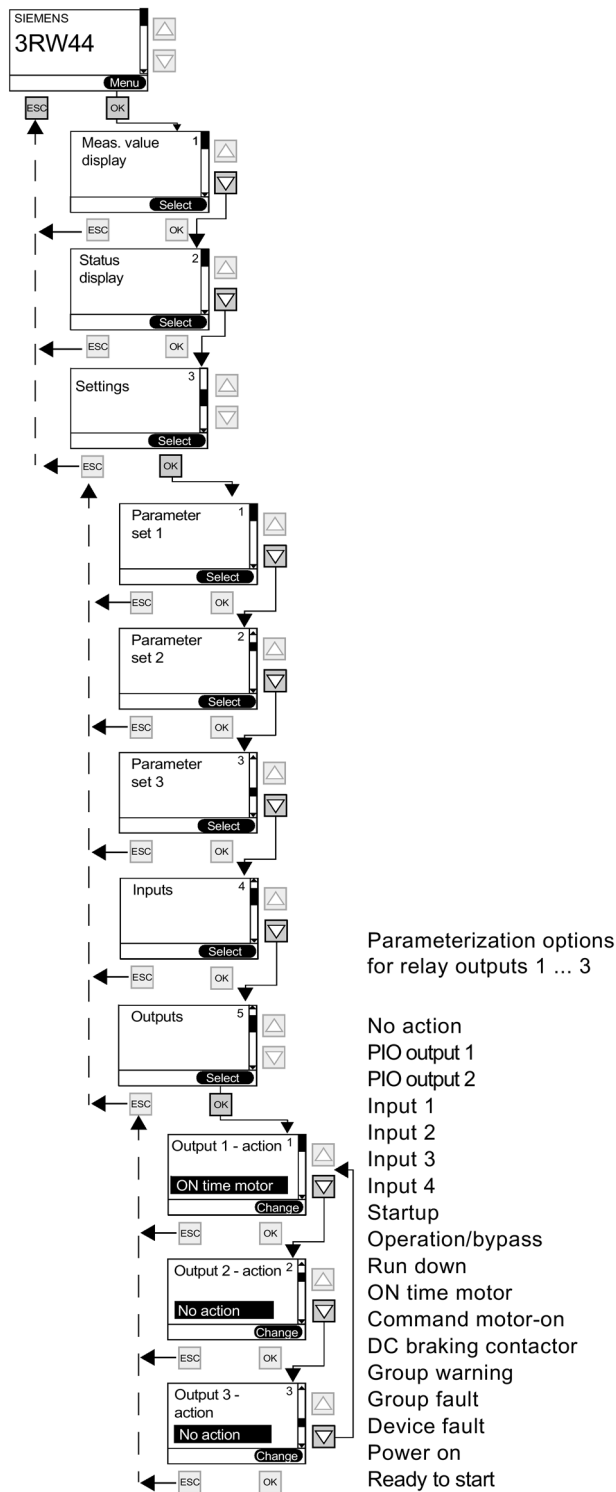 SIEMENS
3RW44
Menu
ESC
OK
Meas. value
display
1
Select
ESC
OK
Status
display
2
Select
ESC
OK
Settings
3
Select
ESC
OK
Parameter
set 1
1
Select
ESC
OK
Parameter
set 2
2
Select
ESC
OK
Parameter
set 3
3
Select
ESC
OK
Inputs
4
Select
ESC
OK
Outputs
5
Select
ESC
OK
Output 1 - action
1
ON time motor
Change
ESC
OK
Output 2 - action
2
No action
Change
ESC
OK
Output 3 -
action
3
No action
Change
ESC
OK
Parameterization options
for relay outputs 1 ... 3
No action
PIO output 1
PIO output 2
Input 1
Input 2
Input 3
Input 4
Startup
Operation/bypass
Run down
ON time motor
Command motor-on
DC braking contactor
Group warning
Group fault
Device fault
Power on
Ready to start